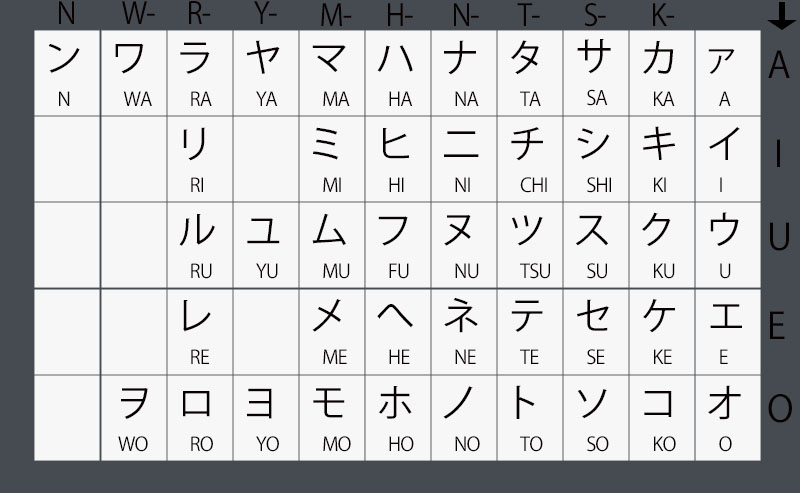 N W- R- Y- M- H- N- T- S- K-
ン ワ ラ ヤ マ ハ ナ タ サ カ ァ A
N WA RA YA MA HA NA TA SA KA A
リ ミ ヒ ニ チ シ キ イ I
RI MI HI NI CHI SHI KI I
ル ユ ム フ ヌ ツ ス ク ウ U
RU YU MU FU NU TSU SU KU U
レ メ ヘ ネ テ セ ケ エ E
RE ME HE NE TE SE KE E
ヲ ロ ヨ モ ホ ノ ト ソ コ オ O
WO RO YO MO HO NO TO SO KO O